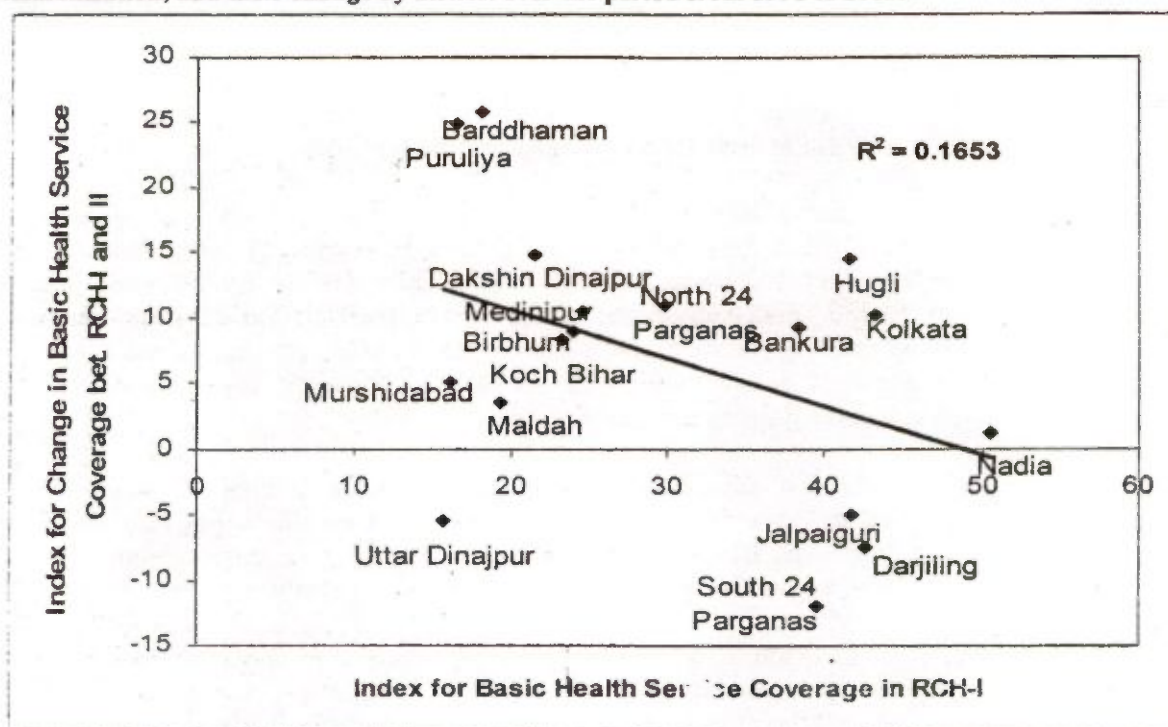 30
25
20
15
10
5
0
-5
-10
-15
0 10 20 30 40 50 60
Index for Change in Basic Health Service
Coverage bet. RCH-I and II
Barddhaman
Puruliya
R² = 0.1653
Dakshin Dinajpur
North 24
Parganas
Hugli
Medinipur
Birbhum
Bankura
Kolkata
Koch Bihar
Murshidabad
Maldah
Nadia
Uttar Dinajpur
Jalpaiguri
Darjiling
South 24
Parganas
Index for Basic Health Service Coverage in RCH-I